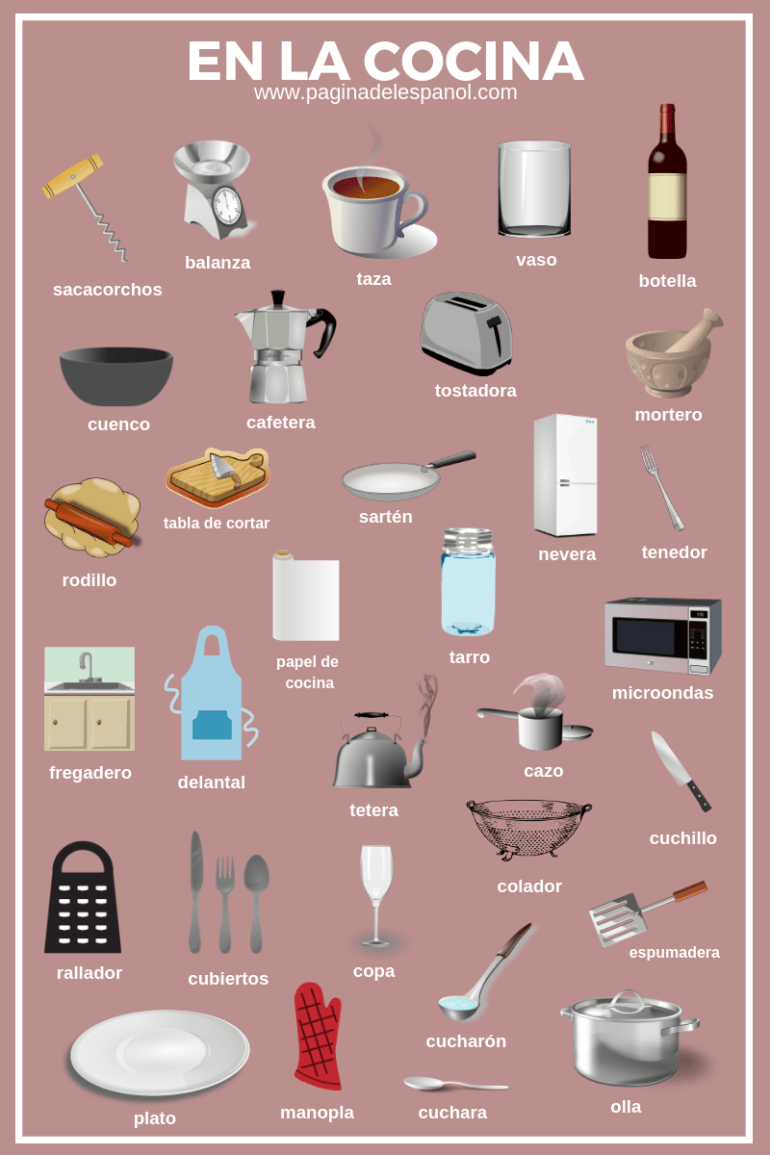 EN LA COCINA
www.paginadelespanol.com
sacacorchos
balanza
taza
vaso
botella
cuenco
cafetera
tostadora
mortero
rodillo
tabla de cortar
sartén
nevera
tenedor
papel de
cocina
tarro
microondas
fregadero
delantal
tetera
cazo
cuchillo
colador
rallador
cubiertos
copa
espumadera
cucharón
plato
manopla
cuchara
olla